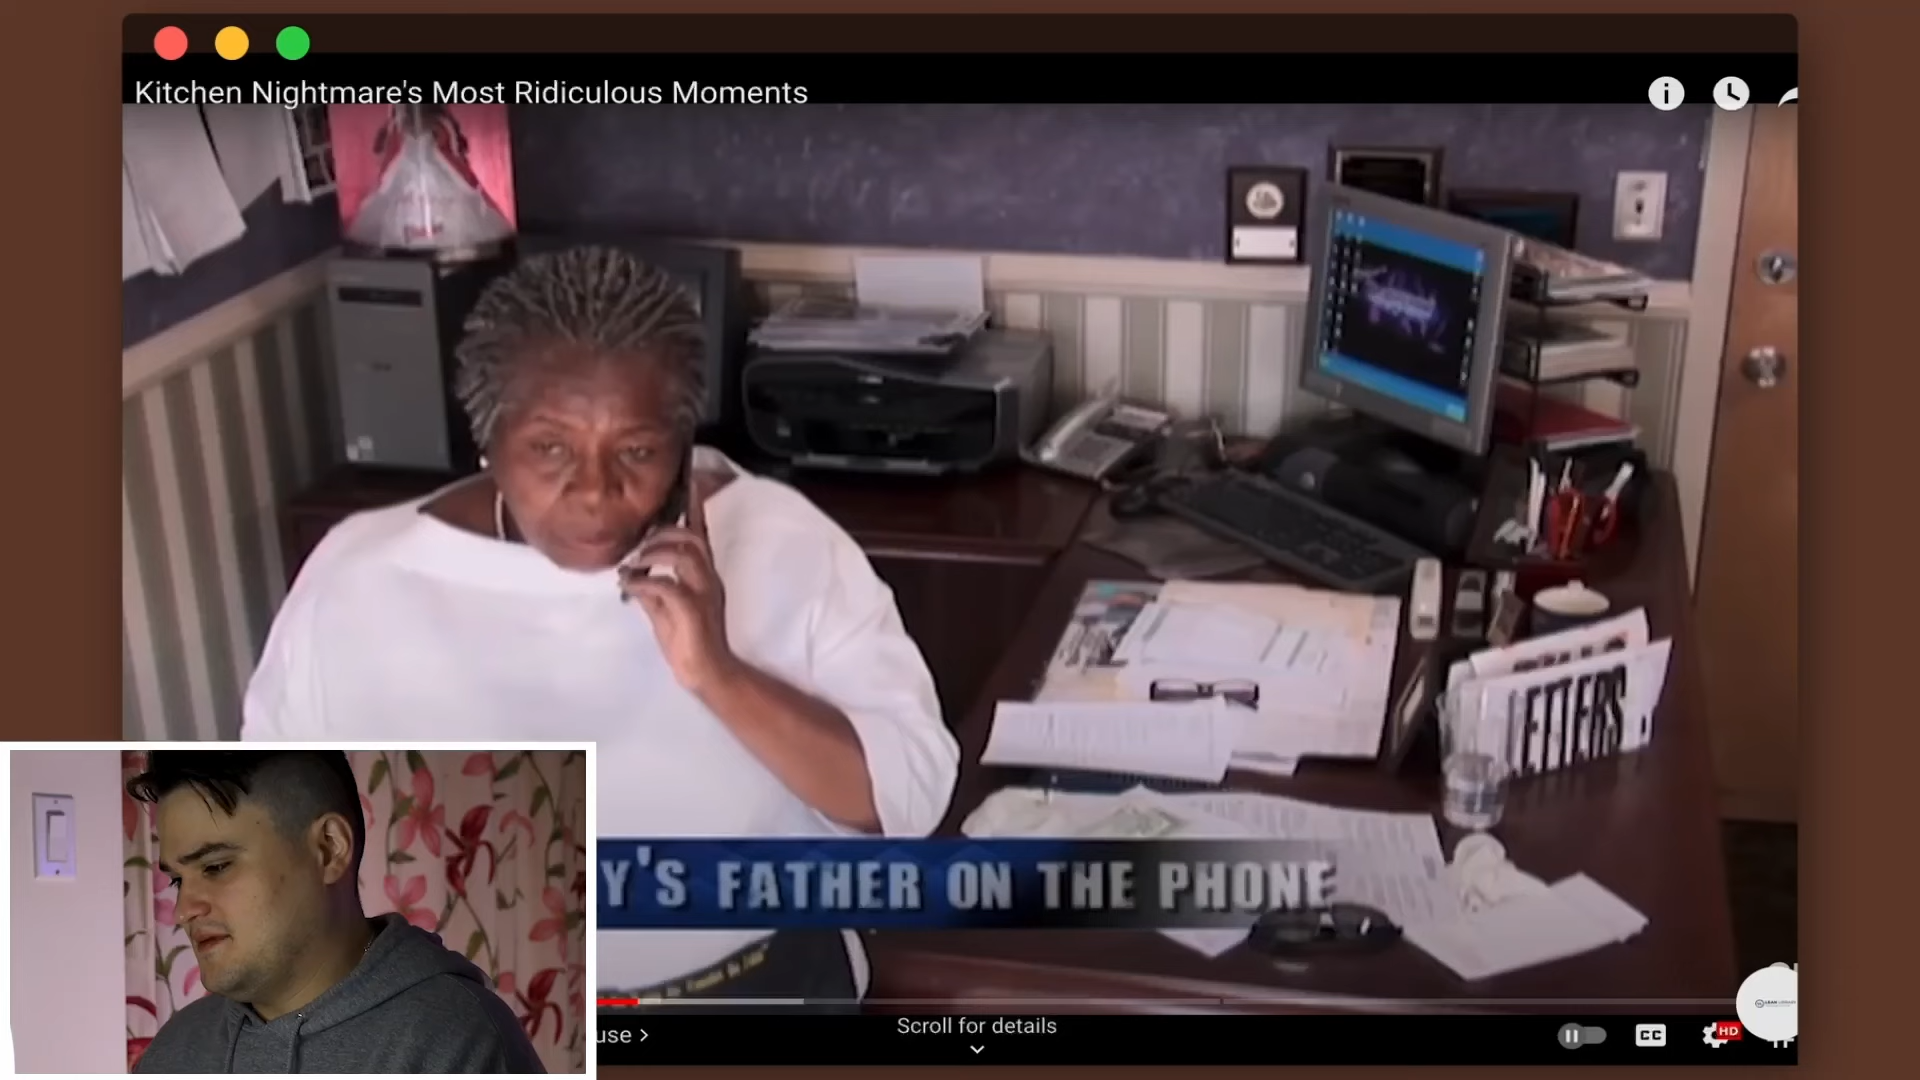 Kitchen Nightmare's Most Ridiculous Moments
LETTERS
Y'S FATHER ON THE PHONE
use >
Scroll for details
CC
HD